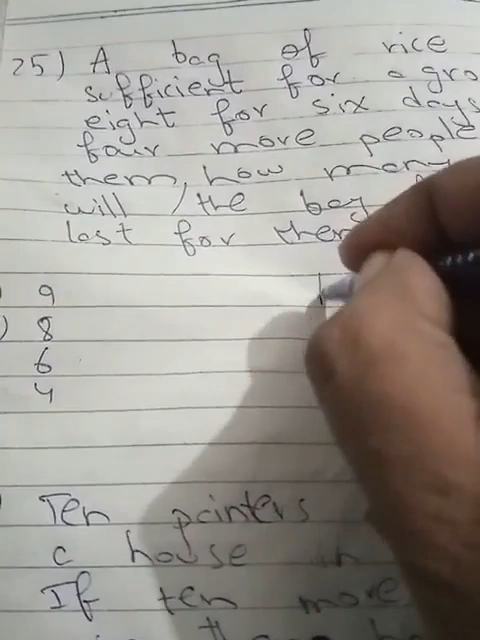 25) A bag of rice
sufficient for a gro
eight for six days
four more people
them, how many
will the bag
last for them
9
8
6
4
Ten painters
a house in
If ten more